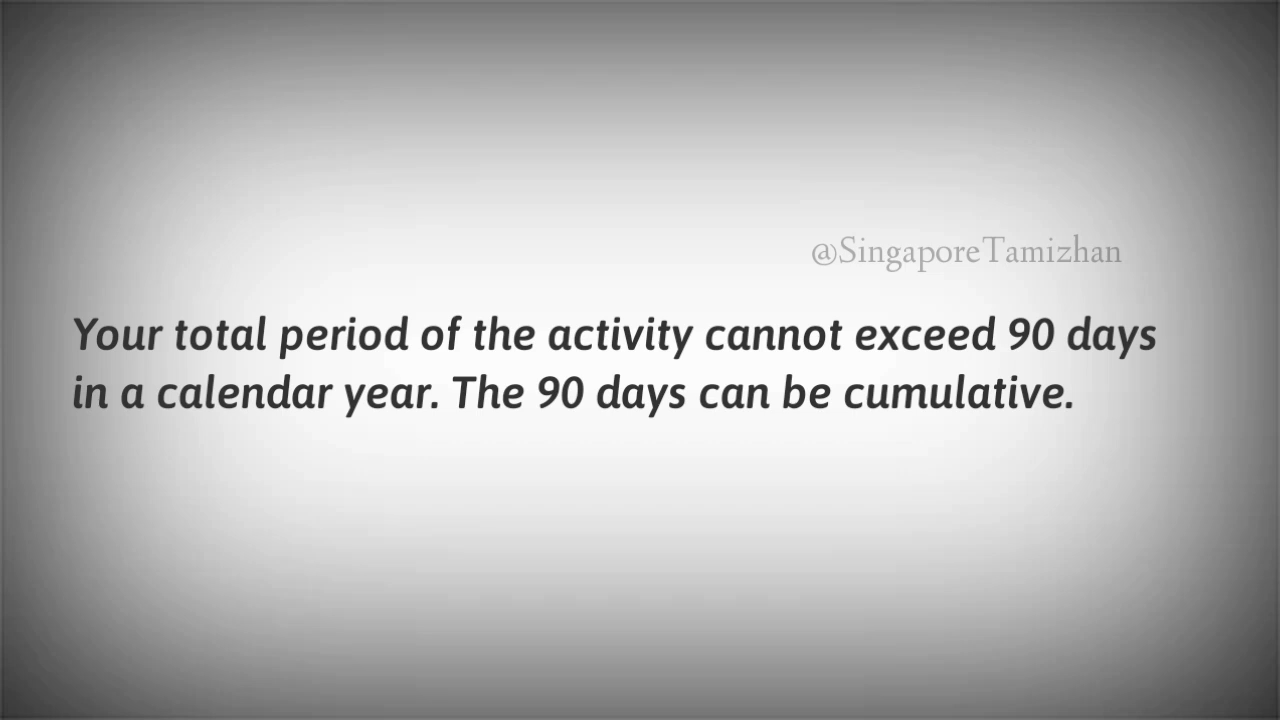 @SingaporeTamizhan
Your total period of the activity cannot exceed 90 days
in a calendar year. The 90 days can be cumulative.